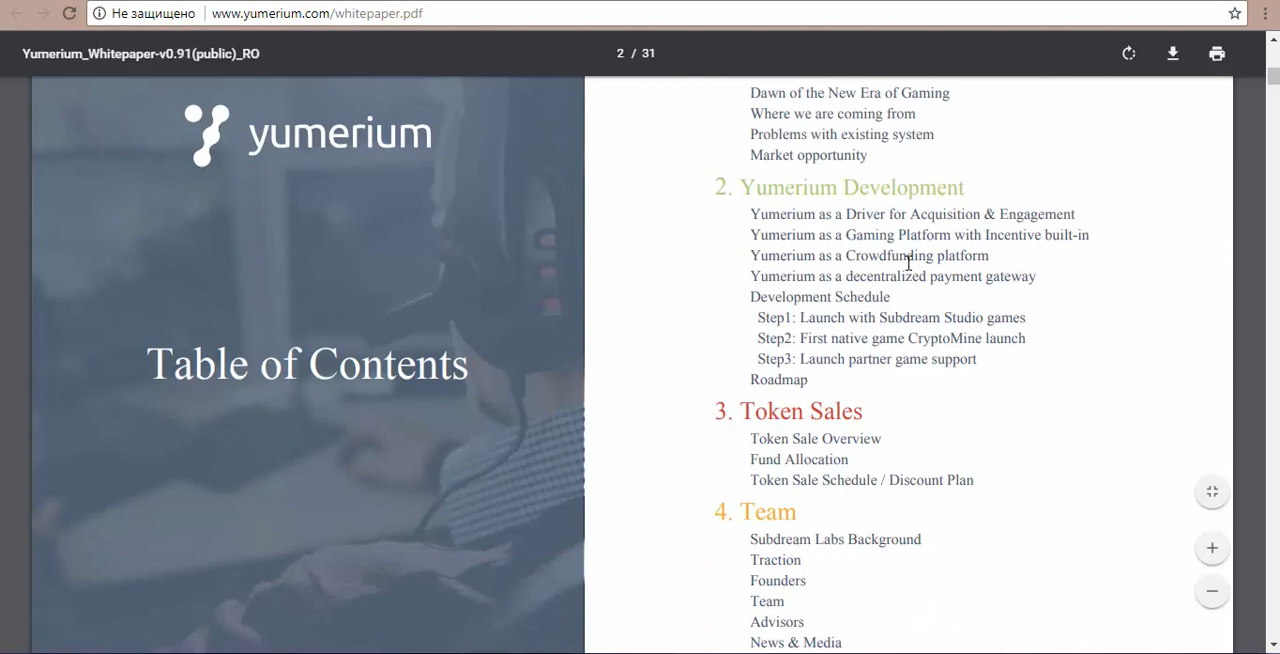 Не защищено
www.yumerium.com/whitepaper.pdf
Yumerium_Whitepaper-v0.91(public)_RO
2 / 31
yumerium
Table of Contents
Dawn of the New Era of Gaming
Where we are coming from
Problems with existing system
Market opportunity
2. Yumerium Development
Yumerium as a Driver for Acquisition & Engagement
Yumerium as a Gaming Platform with Incentive built-in
Yumerium as a Crowdfunding platform
Yumerium as a decentralized payment gateway
Development Schedule
Step1: Launch with Subdream Studio games
Step2: First native game CryptoMine launch
Step3: Launch partner game support
Roadmap
3. Token Sales
Token Sale Overview
Fund Allocation
Token Sale Schedule / Discount Plan
4. Team
Subdream Labs Background
Traction
Founders
Team
Advisors
News & Media